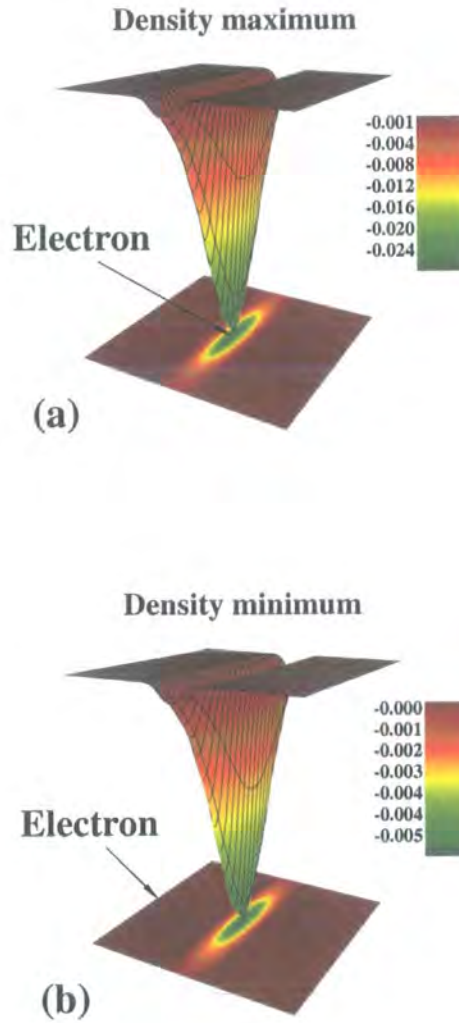 Density maximum
-0.001
-0.004
-0.008
-0.012
-0.016
-0.020
-0.024
Electron
(a)
Density minimum
-0.000
-0.001
-0.002
-0.003
-0.004
-0.004
-0.005
Electron
(b)